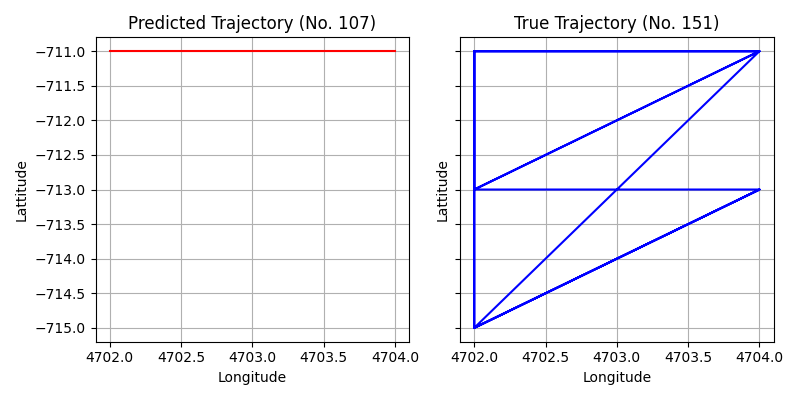 Predicted Trajectory (No. 107)
True Trajectory (No. 151)
−711.0
−711.5
−712.0
−712.5
−713.0
−713.5
−714.0
−714.5
−715.0
Lattitude
Lattitude
4702.0 4702.5 4703.0 4703.5 4704.0
4702.0 4702.5 4703.0 4703.5 4704.0
Longitude
Longitude